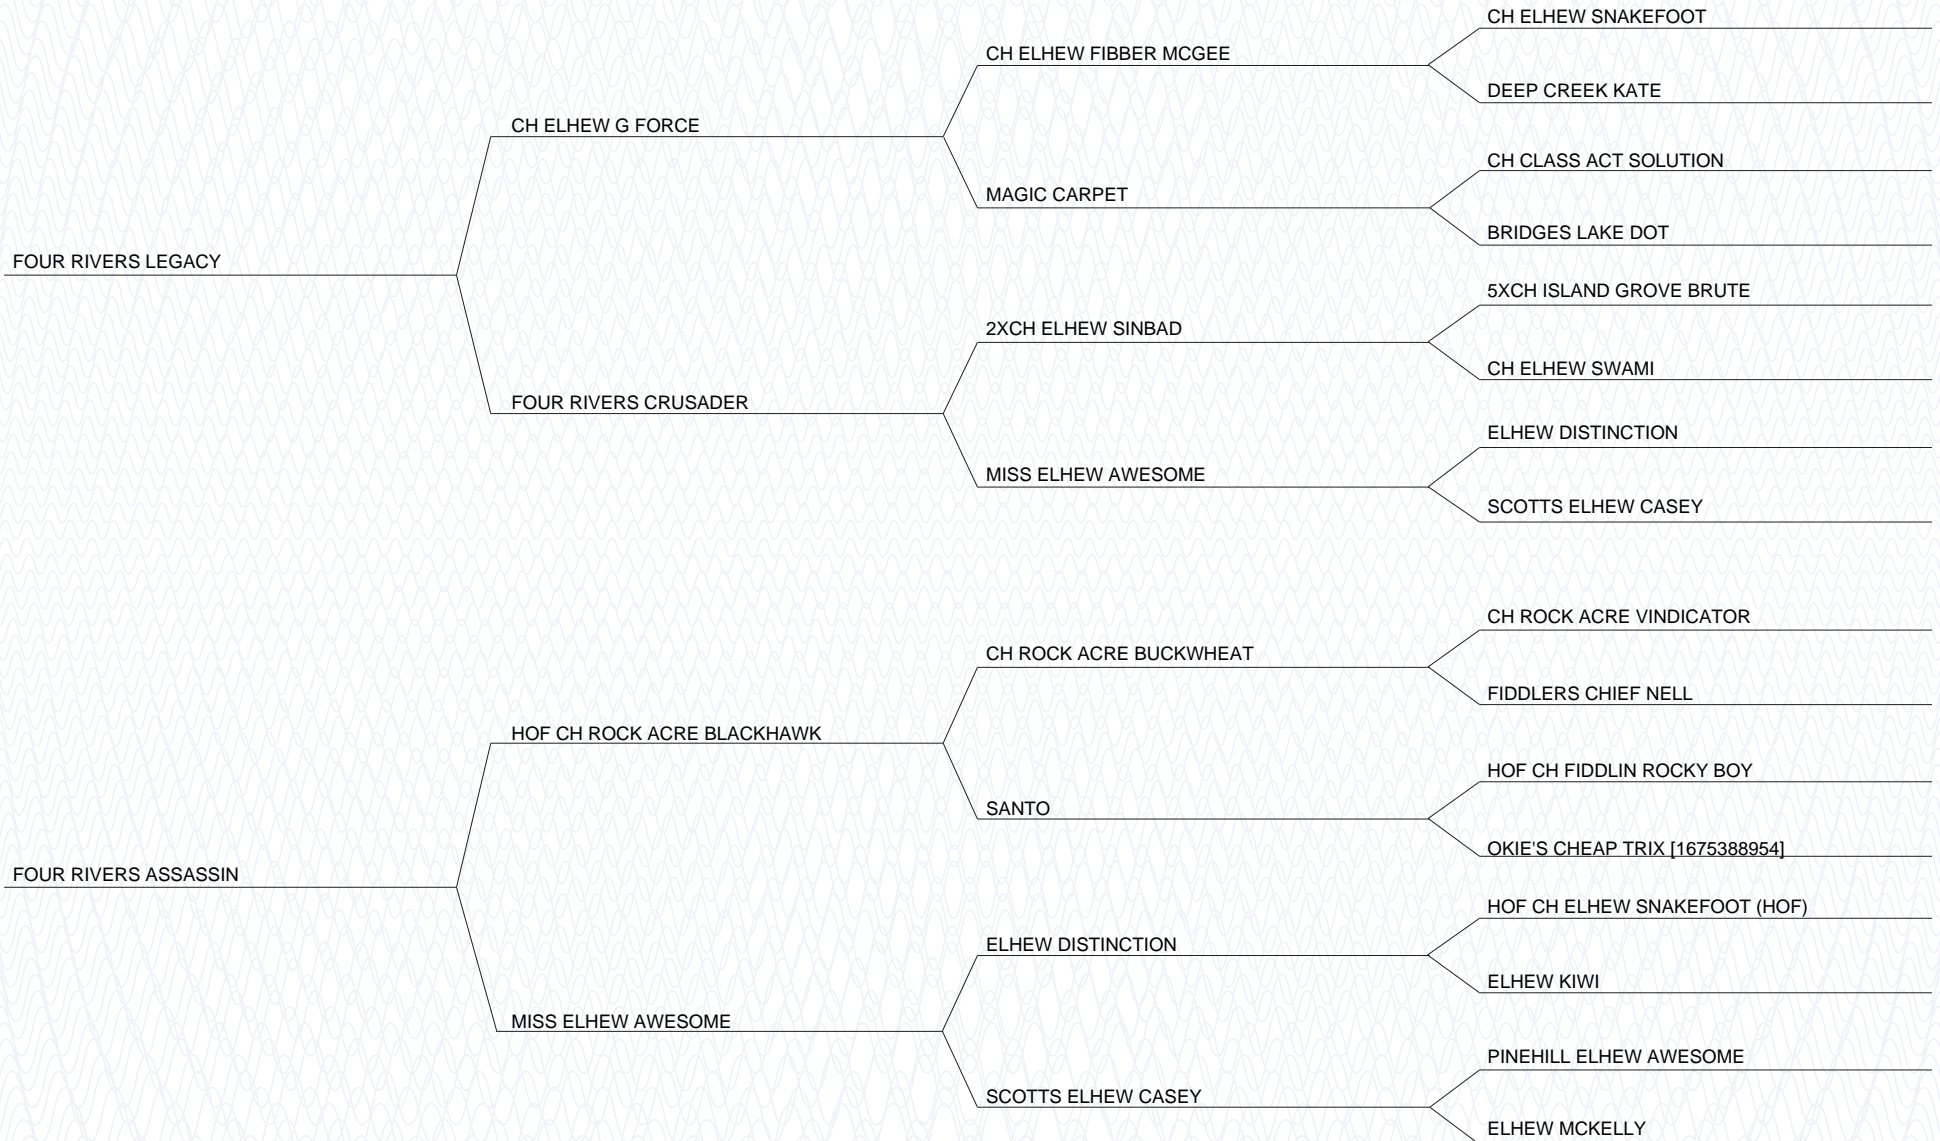 CH ELHEW SNAKEFOOT
CH ELHEW FIBBER MCGEE
DEEP CREEK KATE
CH ELHEW G FORCE
CH CLASS ACT SOLUTION
MAGIC CARPET
BRIDGES LAKE DOT
FOUR RIVERS LEGACY
5XCH ISLAND GROVE BRUTE
2XCH ELHEW SINBAD
CH ELHEW SWAMI
FOUR RIVERS CRUSADER
ELHEW DISTINCTION
MISS ELHEW AWESOME
SCOTTS ELHEW CASEY
CH ROCK ACRE VINDICATOR
CH ROCK ACRE BUCKWHEAT
FIDDLERS CHIEF NELL
HOF CH ROCK ACRE BLACKHAWK
HOF CH FIDDLIN ROCKY BOY
SANTO
OKIE'S CHEAP TRIX [1675388954]
FOUR RIVERS ASSASSIN
HOF CH ELHEW SNAKEFOOT (HOF)
ELHEW DISTINCTION
ELHEW KIWI
MISS ELHEW AWESOME
PINEHILL ELHEW AWESOME
SCOTTS ELHEW CASEY
ELHEW MCKELLY